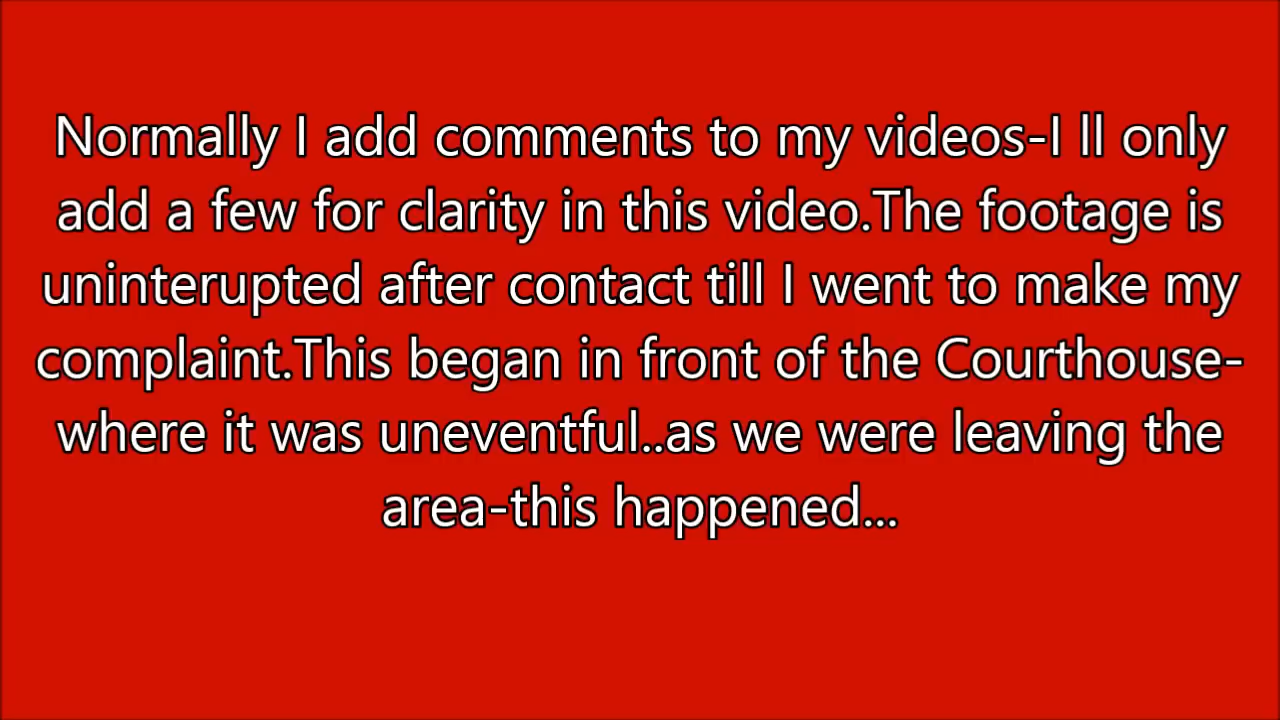 Normally I add comments to my videos-I ll only
add a few for clarity in this video.The footage is
uninterupted after contact till I went to make my
complaint.This began in front of the Courthouse-
where it was uneventful..as we were leaving the
area-this happened...